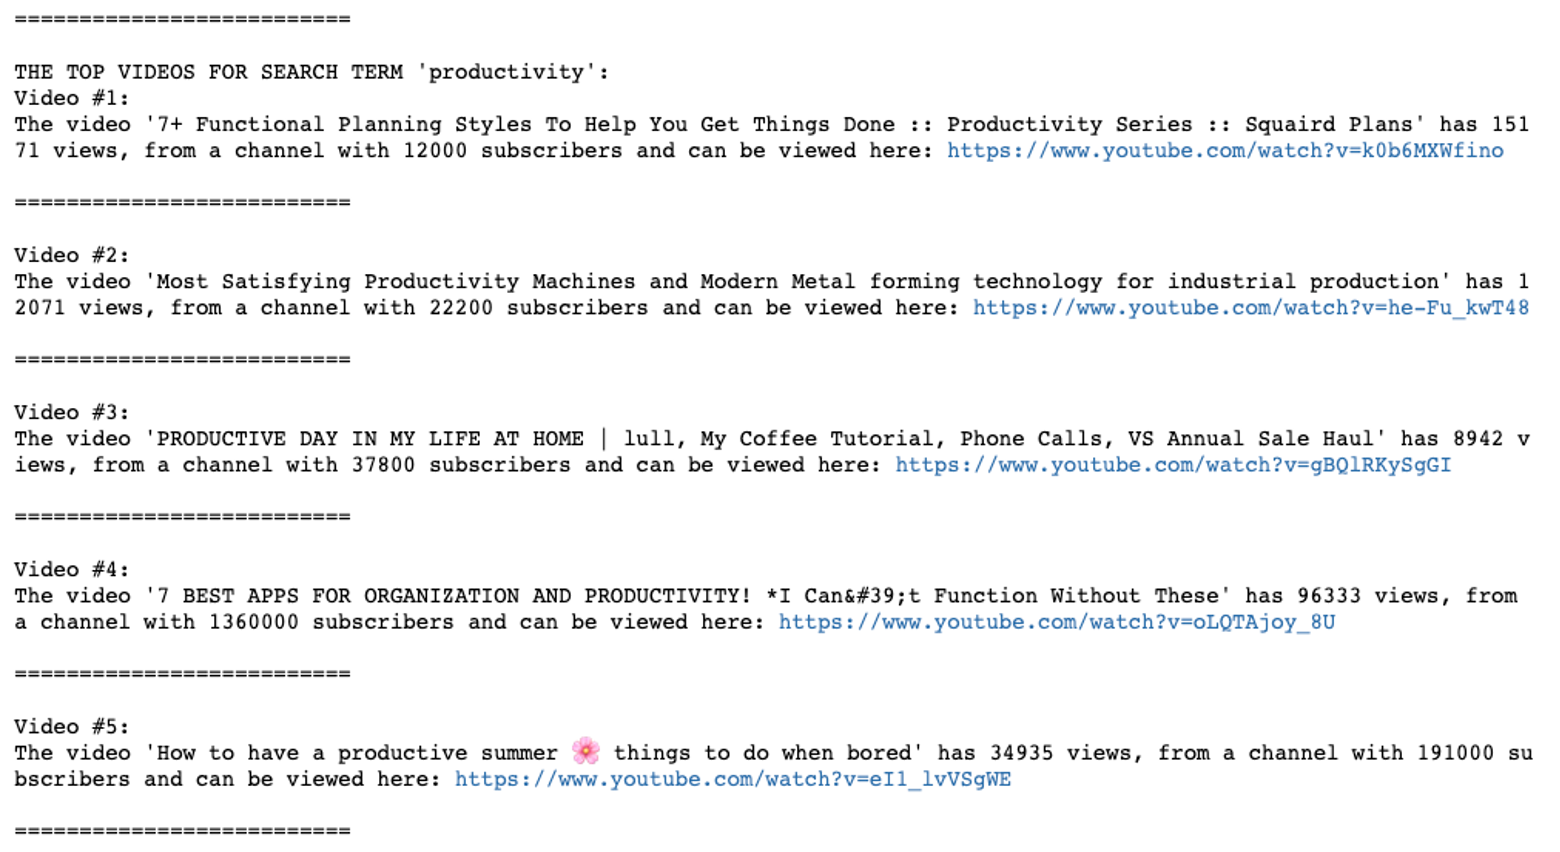 ==========================
THE TOP VIDEOS FOR SEARCH TERM 'productivity':
Video #1:
The video '7+ Functional Planning Styles To Help You Get Things Done :: Productivity Series :: Squaird Plans' has 151
71 views, from a channel with 12000 subscribers and can be viewed here: https://www.youtube.com/watch?v=k0b6MXWfino
==========================
Video #2:
The video 'Most Satisfying Productivity Machines and Modern Metal forming technology for industrial production' has 1
2071 views, from a channel with 22200 subscribers and can be viewed here: https://www.youtube.com/watch?v=he-Fu_kwT48
==========================
Video #3:
The video 'PRODUCTIVE DAY IN MY LIFE AT HOME | lull, My Coffee Tutorial, Phone Calls, VS Annual Sale Haul' has 8942 v
iews, from a channel with 37800 subscribers and can be viewed here: https://www.youtube.com/watch?v=gBQlRKySgGI
==========================
Video #4:
The video '7 BEST APPS FOR ORGANIZATION AND PRODUCTIVITY! *I Can&#39;t Function Without These' has 96333 views, from
a channel with 1360000 subscribers and can be viewed here: https://www.youtube.com/watch?v=oLQTAjoy_8U
==========================
Video #5:
The video 'How to have a productive summer 🌸 things to do when bored' has 34935 views, from a channel with 191000 su
bscribers and can be viewed here: https://www.youtube.com/watch?v=eI1_lvVSgWE
==========================